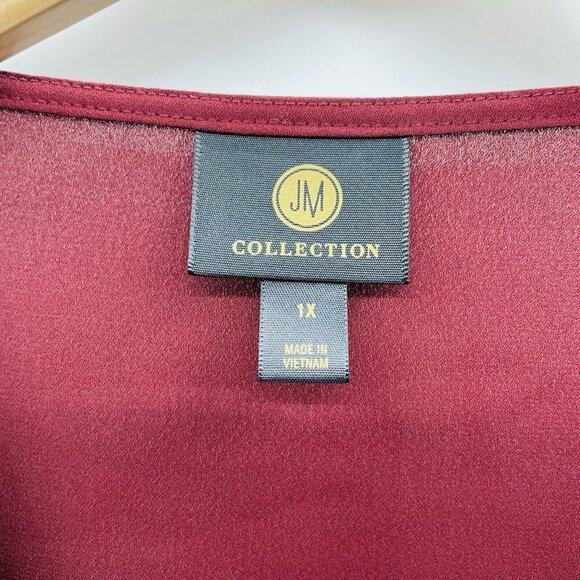 JM
COLLECTION
1X
MADE IN
VIETNAM